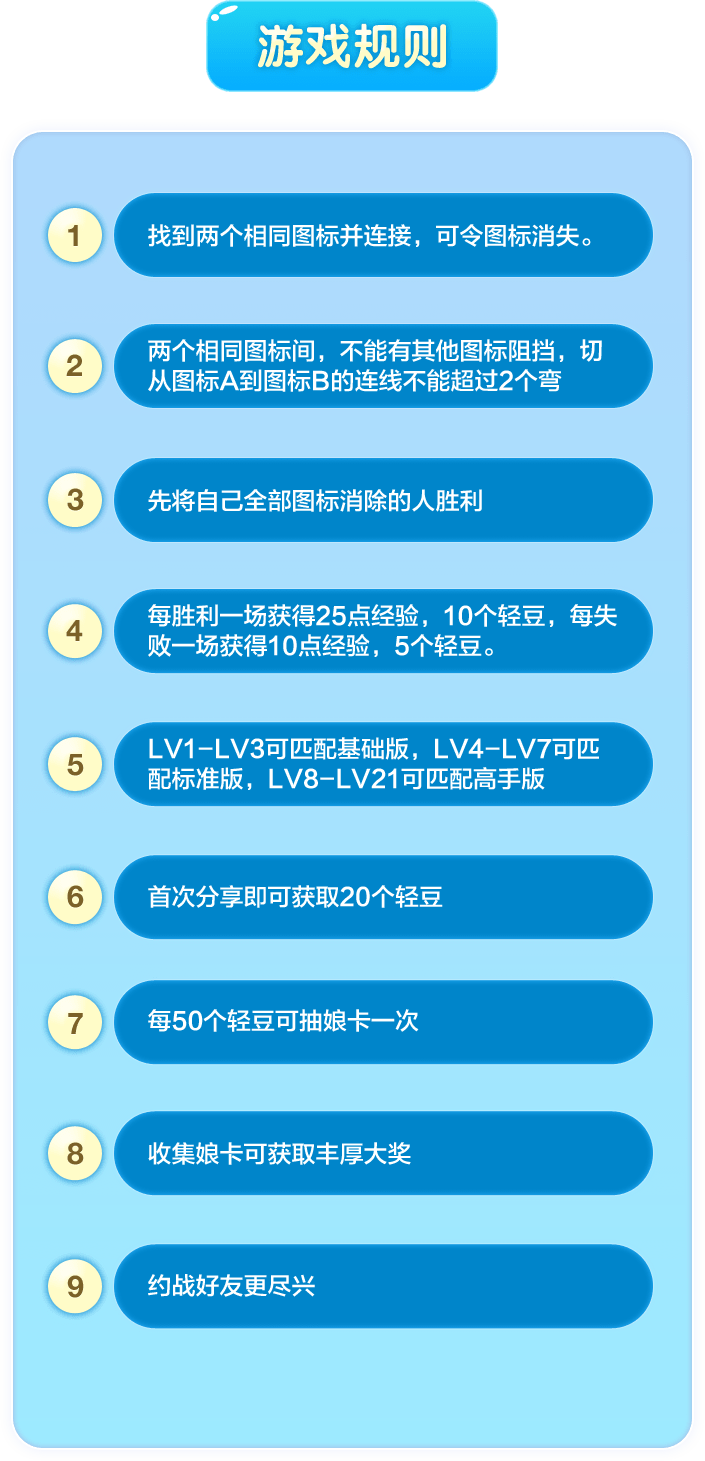 游戏规则
1
找到两个相同图标并连接，可令图标消失。
2
两个相同图标间，不能有其他图标阻挡，切
从图标A到图标B的连线不能超过2个弯
3
先将自己全部图标消除的人胜利
4
每胜利一场获得25点经验，10个轻豆，每失
败一场获得10点经验，5个轻豆。
5
LV1-LV3可匹配基础版，LV4-LV7可匹
配标准版，LV8-LV21可匹配高手版
6
首次分享即可获取20个轻豆
7
每50个轻豆可抽娘卡一次
8
收集娘卡可获取丰厚大奖
9
约战好友更尽兴